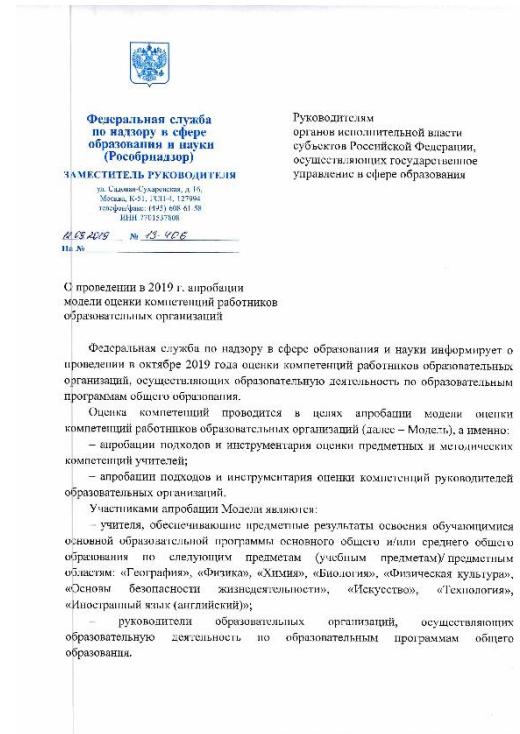 Федеральная служба
по надзору в сфере
образования и науки
(Рособрнадзор)
ЗАМЕСТИТЕЛЬ РУКОВОДИТЕЛЯ
ул. Садовая-Сухаревская, д. 16,
Москва, К-51, ГСП-4, 127994
телефон/факс: (495) 608-61-58
ИНН 7701537808
2019 № 13-406
На №
Руководителям
органов исполнительной власти
субъектов Российской Федерации,
осуществляющих государственное
управление в сфере образования
О проведении в 2019 г. апробации
модели оценки компетенций работников
образовательных организаций
Федеральная служба по надзору в сфере образования и науки информирует о
проведении в октябре 2019 года оценки компетенций работников образовательных
организаций, осуществляющих образовательную деятельность по образовательным
программам общего образования.
Оценка компетенций проводится в целях апробации модели оценки
компетенций работников образовательных организаций (далее – Модель), а именно:
– апробации подходов и инструментария оценки предметных и методических
компетенций учителей;
– апробации подходов и инструментария оценки компетенций руководителей
образовательных организаций.
Участниками апробации Модели являются:
– учителя, обеспечивающие предметные результаты освоения обучающимися
основной образовательной программы основного общего и/или среднего общего
образования по следующим предметам (учебным предметам)/ предметным
областям: «География», «Физика», «Химия», «Биология», «Физическая культура»,
«Основы безопасности жизнедеятельности», «Искусство», «Технология»,
«Иностранный язык (английский)»;
– руководители образовательных организаций, осуществляющих
образовательную деятельность по образовательным программам общего
образования.